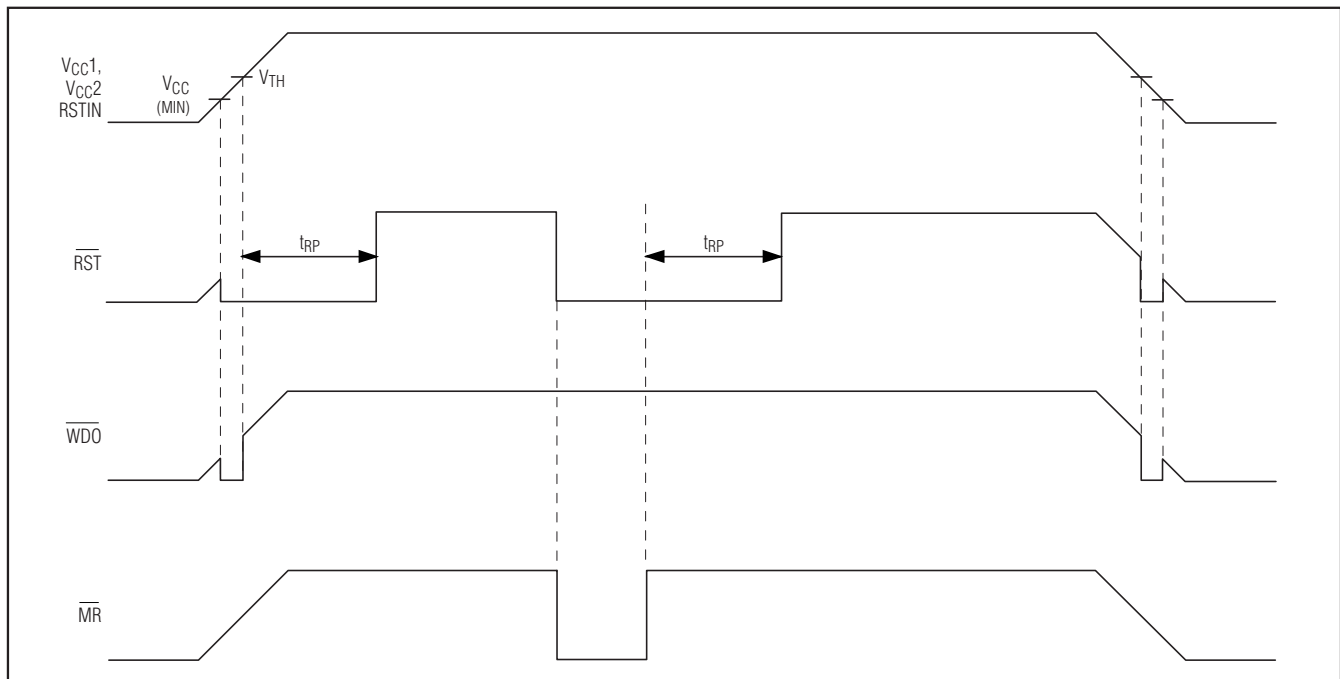 VCC1,
VCC2
RSTIN
VCC
(MIN)
VTH
RST
tRP
tRP
WDO
MR